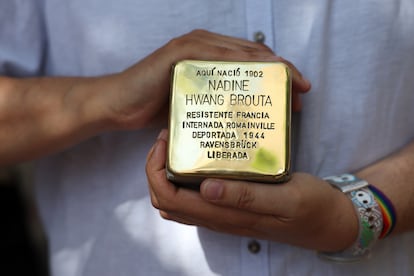 AQUÍ NACIÓ 1902
NADINE
HWANG BROUTA
RESISTENTE FRANCIA
INTERNADA ROMAINVILLE
DEPORTADA 1944
RAVENSBRÜCK
LIBERADA